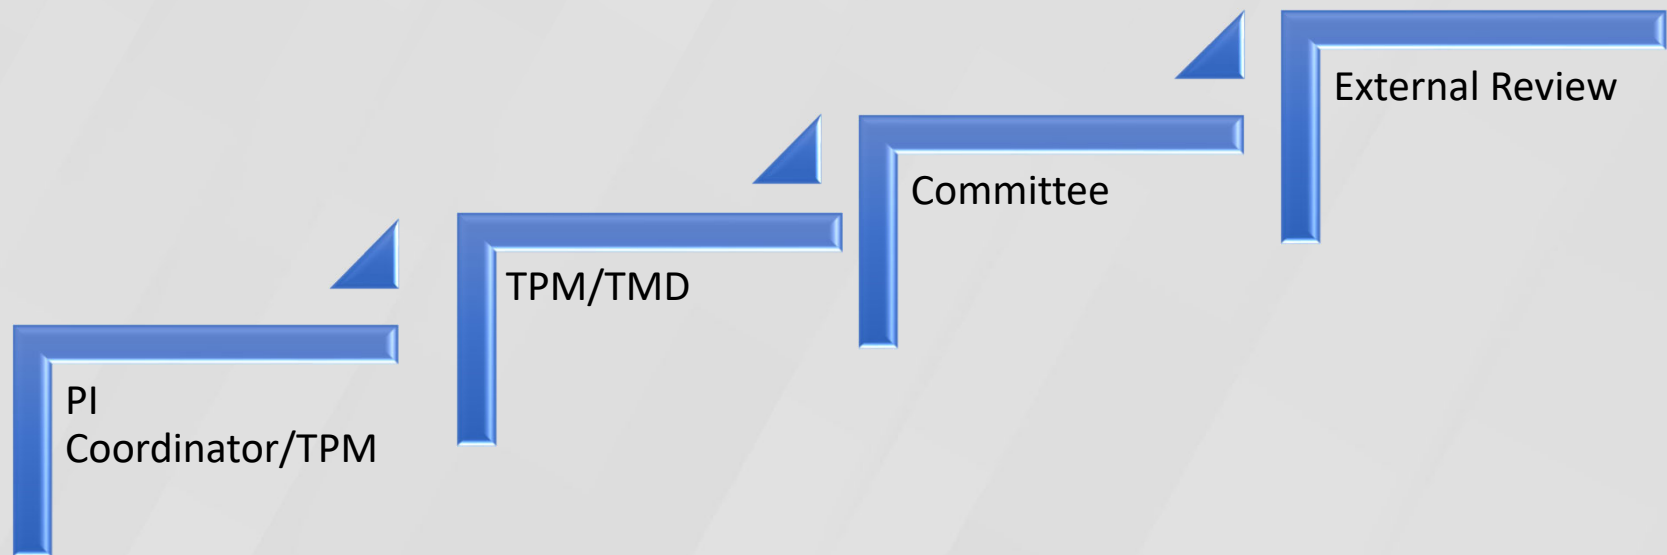 PI
Coordinator/TPM
TPM/TMD
Committee
External Review